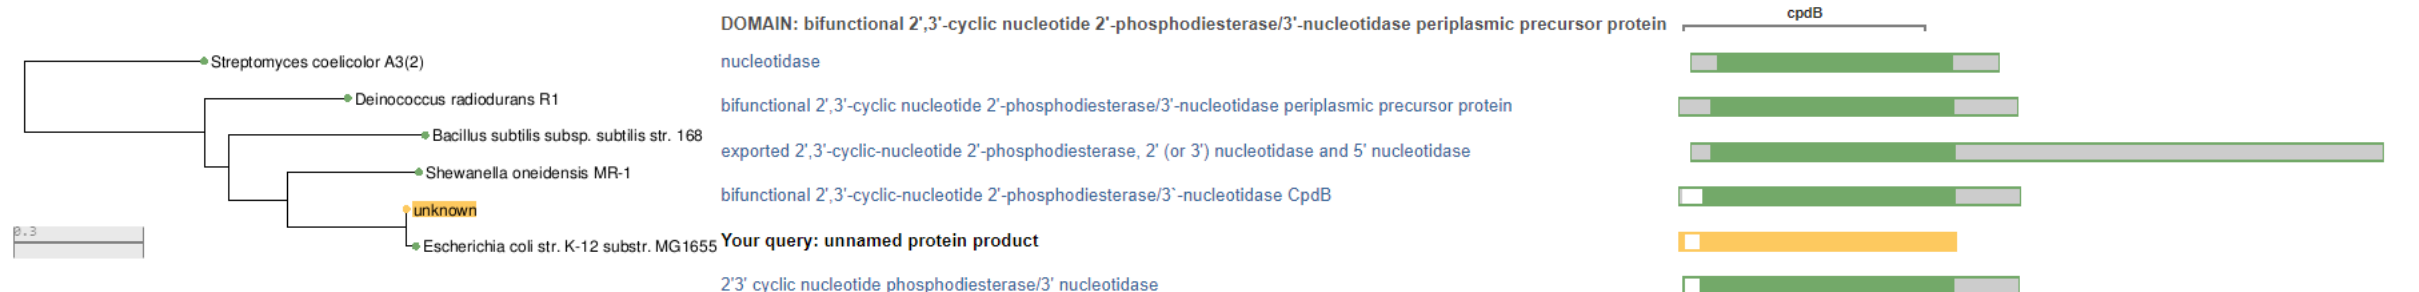 DOMAIN: bifunctional 2',3'-cyclic nucleotide 2'-phosphodiesterase/3'-nucleotidase periplasmic precursor protein
cpdB
Streptomyces coelicolor A3(2)
nucleotidase
Deinococcus radiodurans R1
bifunctional 2',3'-cyclic nucleotide 2'-phosphodiesterase/3'-nucleotidase periplasmic precursor protein
Bacillus subtilis subsp. subtilis str. 168
exported 2',3'-cyclic-nucleotide 2'-phosphodiesterase, 2' (or 3') nucleotidase and 5' nucleotidase
Shewanella oneidensis MR-1
bifunctional 2',3'-cyclic-nucleotide 2'-phosphodiesterase/3`-nucleotidase CpdB
unknown
Your query: unnamed protein product
0.3
Escherichia coli str. K-12 substr. MG1655
2'3' cyclic nucleotide phosphodiesterase/3' nucleotidase